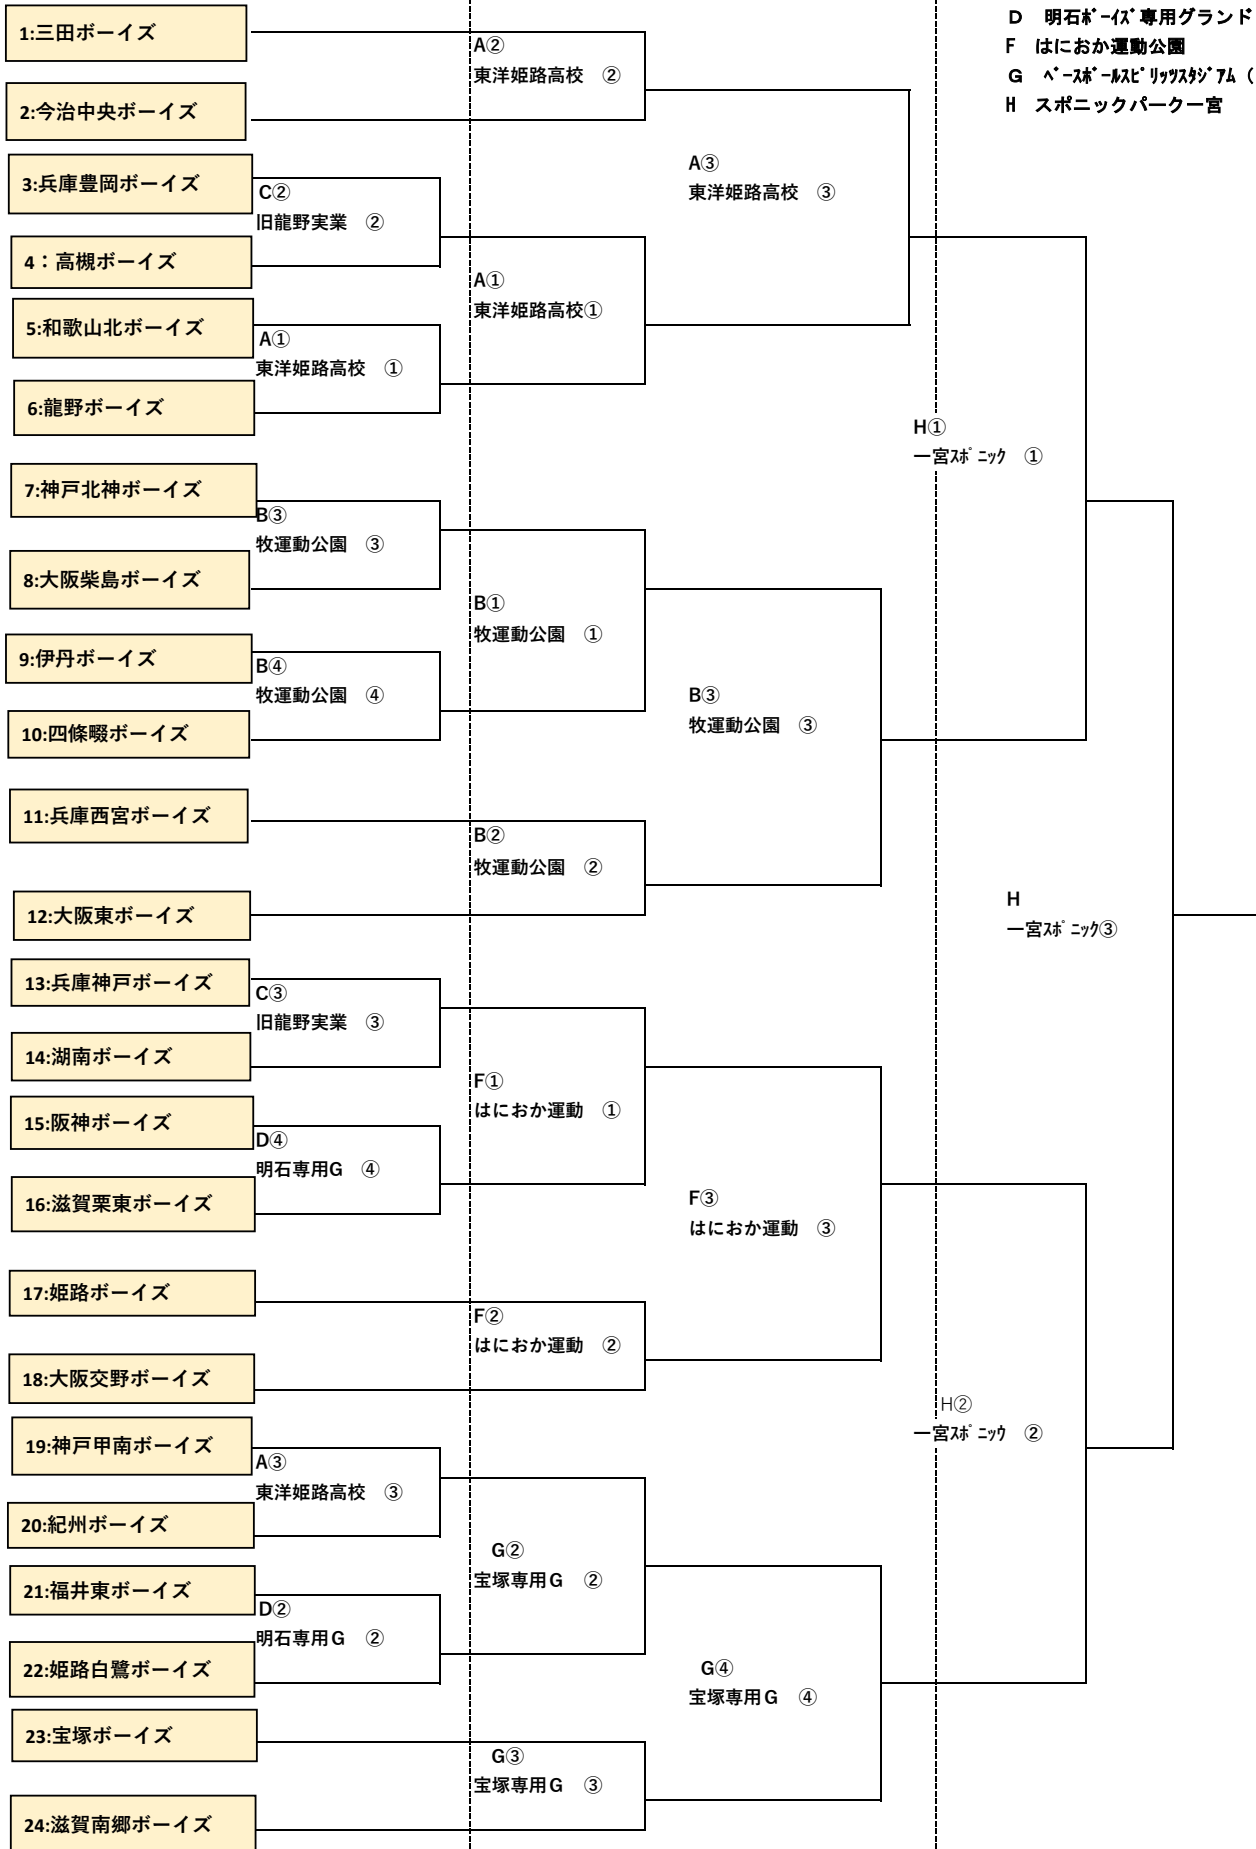 D　明石ﾎﾞｰｲｽﾞ専用グランド
F　はにおか運動公園
G　ﾍﾞｰｽﾎﾞｰﾙｽﾋﾟﾘｯﾂｽﾀｼﾞｱﾑ（
H　スポニックパーク一宮
1:三田ボーイズ
2:今治中央ボーイズ
A②
東洋姫路高校　②
3:兵庫豊岡ボーイズ
4：高槻ボーイズ
C②
旧龍野実業　②
5:和歌山北ボーイズ
6:龍野ボーイズ
A①
東洋姫路高校　①
A①
東洋姫路高校①
A③
東洋姫路高校　③
7:神戸北神ボーイズ
8:大阪柴島ボーイズ
B③
牧運動公園　③
9:伊丹ボーイズ
10:四條畷ボーイズ
B④
牧運動公園　④
B①
牧運動公園　①
11:兵庫西宮ボーイズ
12:大阪東ボーイズ
B②
牧運動公園　②
B③
牧運動公園　③
H①
一宮ｽﾎﾟﾆｯｸ　①
13:兵庫神戸ボーイズ
14:湖南ボーイズ
C③
旧龍野実業　③
15:阪神ボーイズ
16:滋賀栗東ボーイズ
D④
明石専用G　④
F①
はにおか運動　①
17:姫路ボーイズ
18:大阪交野ボーイズ
F②
はにおか運動　②
F③
はにおか運動　③
19:神戸甲南ボーイズ
20:紀州ボーイズ
A③
東洋姫路高校　③
21:福井東ボーイズ
22:姫路白鷺ボーイズ
D②
明石専用Ｇ　②
G②
宝塚専用Ｇ　②
23:宝塚ボーイズ
24:滋賀南郷ボーイズ
G③
宝塚専用Ｇ　③
G④
宝塚専用Ｇ　④
H②
一宮ｽﾎﾟﾆｯｳ　②
H
一宮ｽﾎﾟﾆｯｸ③